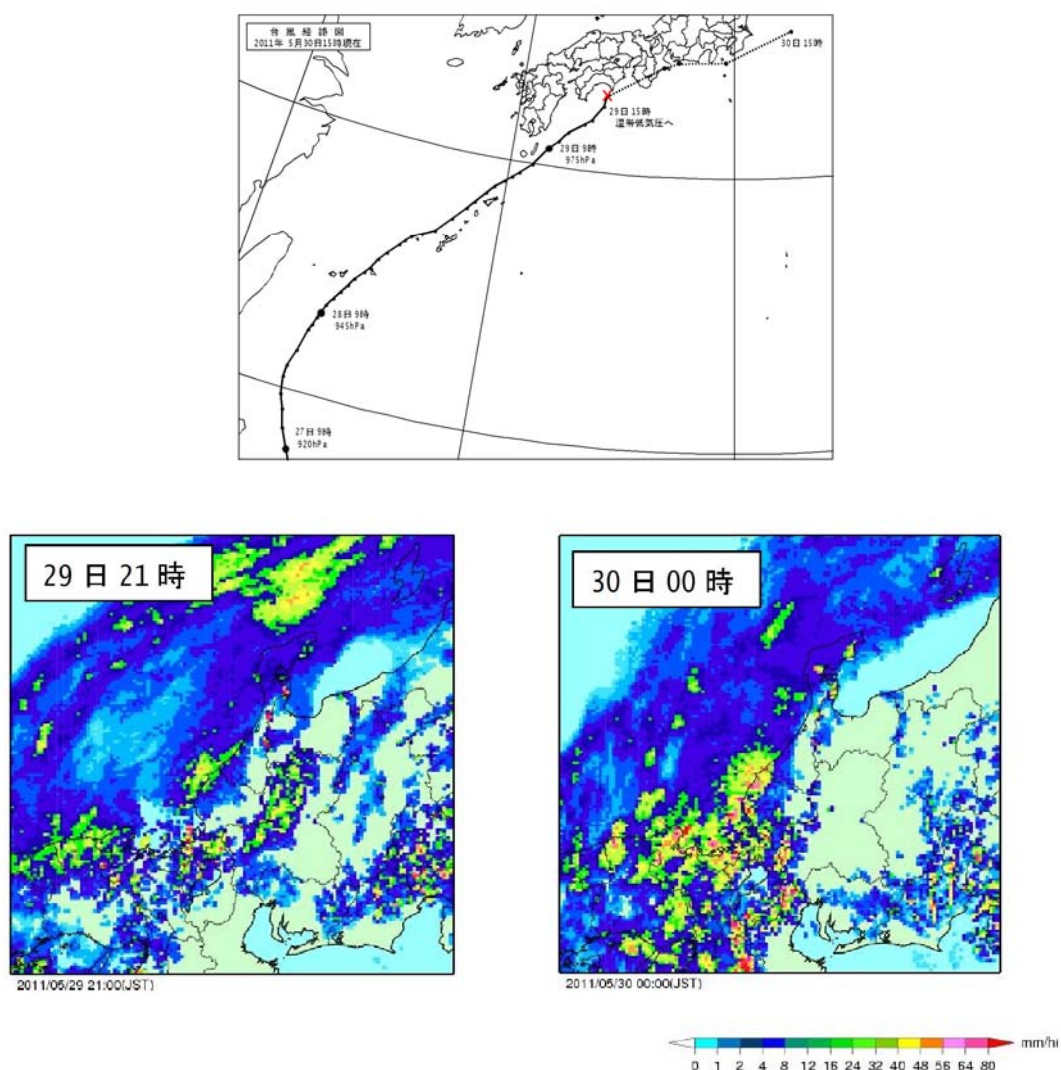 台風経路図
2011年 5月30日15時現在
30日 15時
29日 15時
温帯低気圧へ
29日 9時
975hPa
28日 9時
945hPa
27日 9時
920hPa
29 日 21 時
30 日 00 時
2011/05/29 21:00(JST)
2011/05/30 00:00(JST)
mm/h
0 1 2 4 8 12 16 24 32 40 48 56 64 80